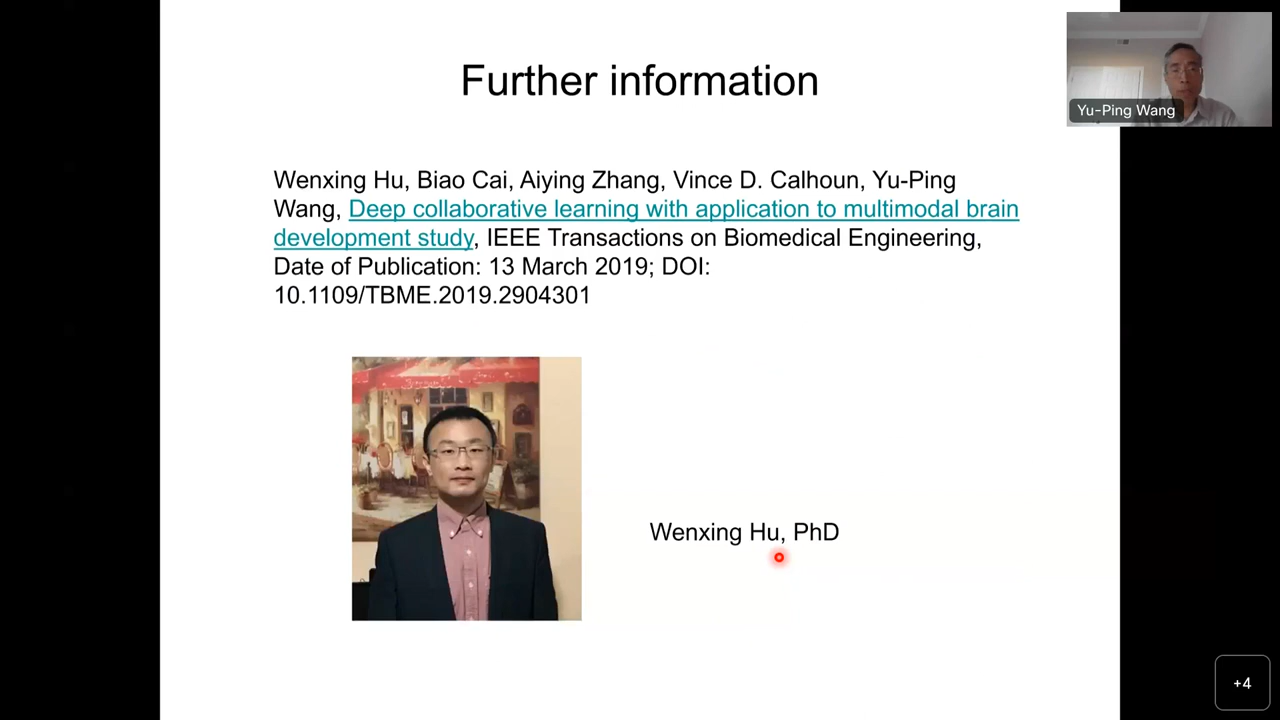 Further information
Yu-Ping Wang
Wenxing Hu, Biao Cai, Aiying Zhang, Vince D. Calhoun, Yu-Ping
Wang, Deep collaborative learning with application to multimodal brain
development study, IEEE Transactions on Biomedical Engineering,
Date of Publication: 13 March 2019; DOI:
10.1109/TBME.2019.2904301
Wenxing Hu, PhD
+4